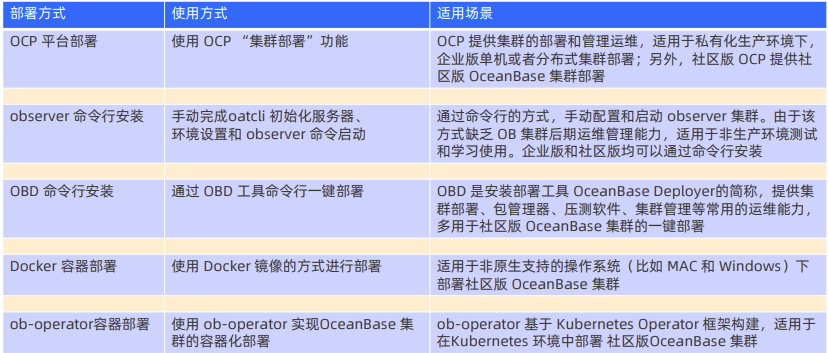 部署方式 使用方式 适用场景
OCP 平台部署 使用 OCP “集群部署”功能 OCP 提供集群的部署和管理运维，适用于私有化生产环境下，
企业版单机或者分布式集群部署；另外，社区版 OCP 提供社
区版 OceanBase 集群部署
observer 命令行安装 手动完成oatcli 初始化服务器、
环境设置和 observer 命令启动
通过命令行的方式，手动配置和启动 observer 集群。由于该
方式缺乏 OB 集群后期运维管理能力，适用于非生产环境测试
和学习使用。企业版和社区版均可以通过命令行安装
OBD 命令行安装 通过 OBD 工具命令行一键部署 OBD 是安装部署工具 OceanBase Deployer的简称，提供集
群部署、包管理器、压测软件、集群管理等常用的运维能力，
多用于社区版 OceanBase 集群的一键部署
Docker 容器部署 使用 Docker 镜像的方式进行部署 适用于非原生支持的操作系统（比如 MAC 和 Windows）下
部署社区版 OceanBase 集群
ob-operator容器部署 使用 ob-operator 实现OceanBase 集
群的容器化部署
ob-operator 基于 Kubernetes Operator 框架构建，适用于
在Kubernetes 环境中部署 社区版OceanBase 集群